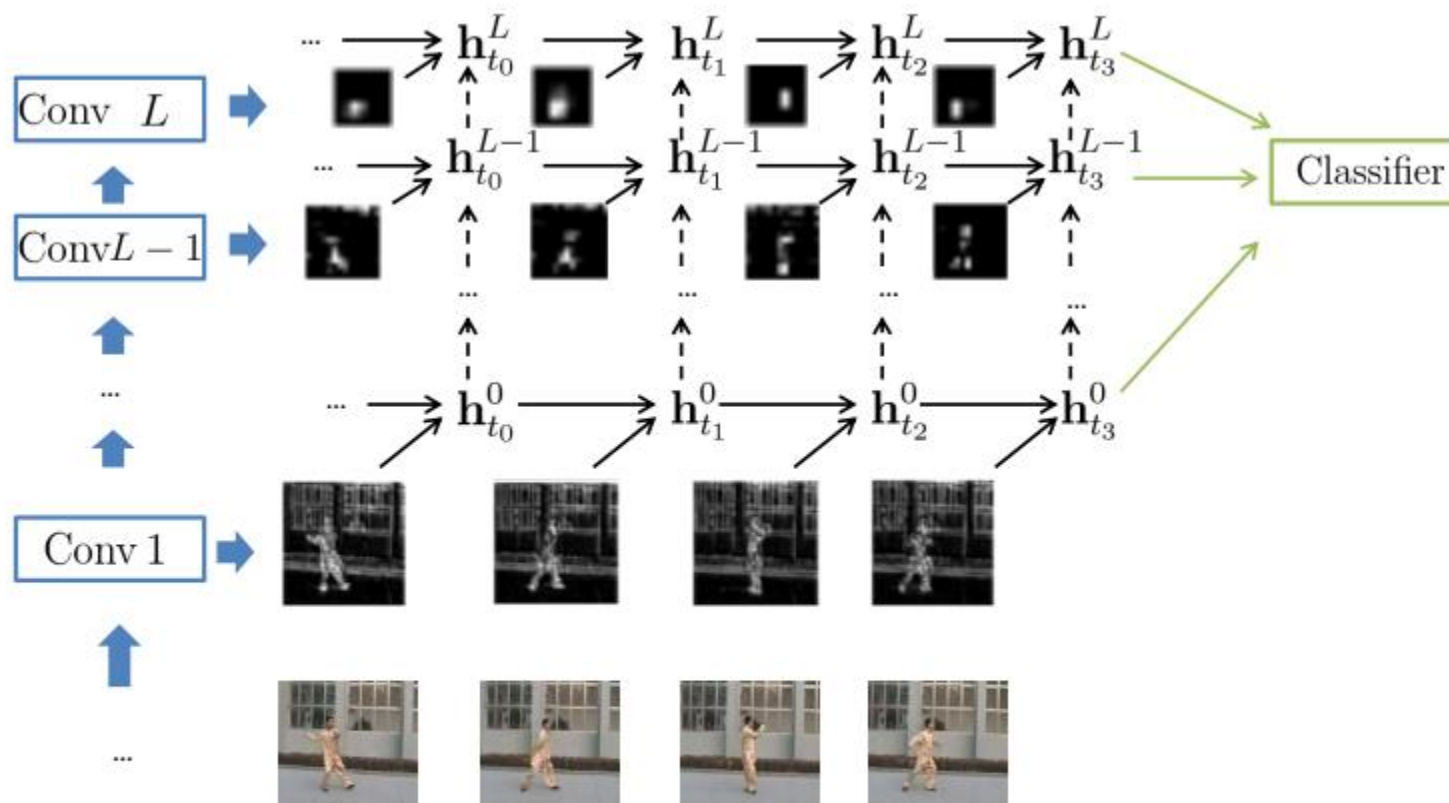 ... h^L_{t_0} h^L_{t_1} h^L_{t_2} h^L_{t_3}
Conv L
... h^{L-1}_{t_0} h^{L-1}_{t_1} h^{L-1}_{t_2} h^{L-1}_{t_3}
Classifier
Conv L − 1
... ... ... ...
...
... h^0_{t_0} h^0_{t_1} h^0_{t_2} h^0_{t_3}
Conv 1
...